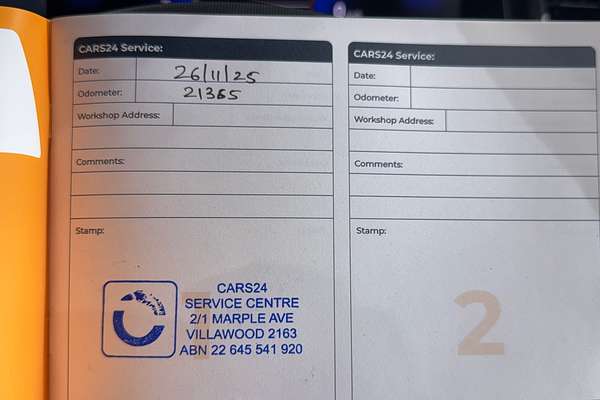 CARS24 Service:
Date: 26/11/25
Odometer: 21365
Workshop Address:
Comments:
Stamp:
CARS24
SERVICE CENTRE
2/1 MARPLE AVE
VILLAWOOD 2163
ABN 22 645 541 920
CARS24 Service:
Date:
Odometer:
Workshop Address:
Comments:
Stamp:
2